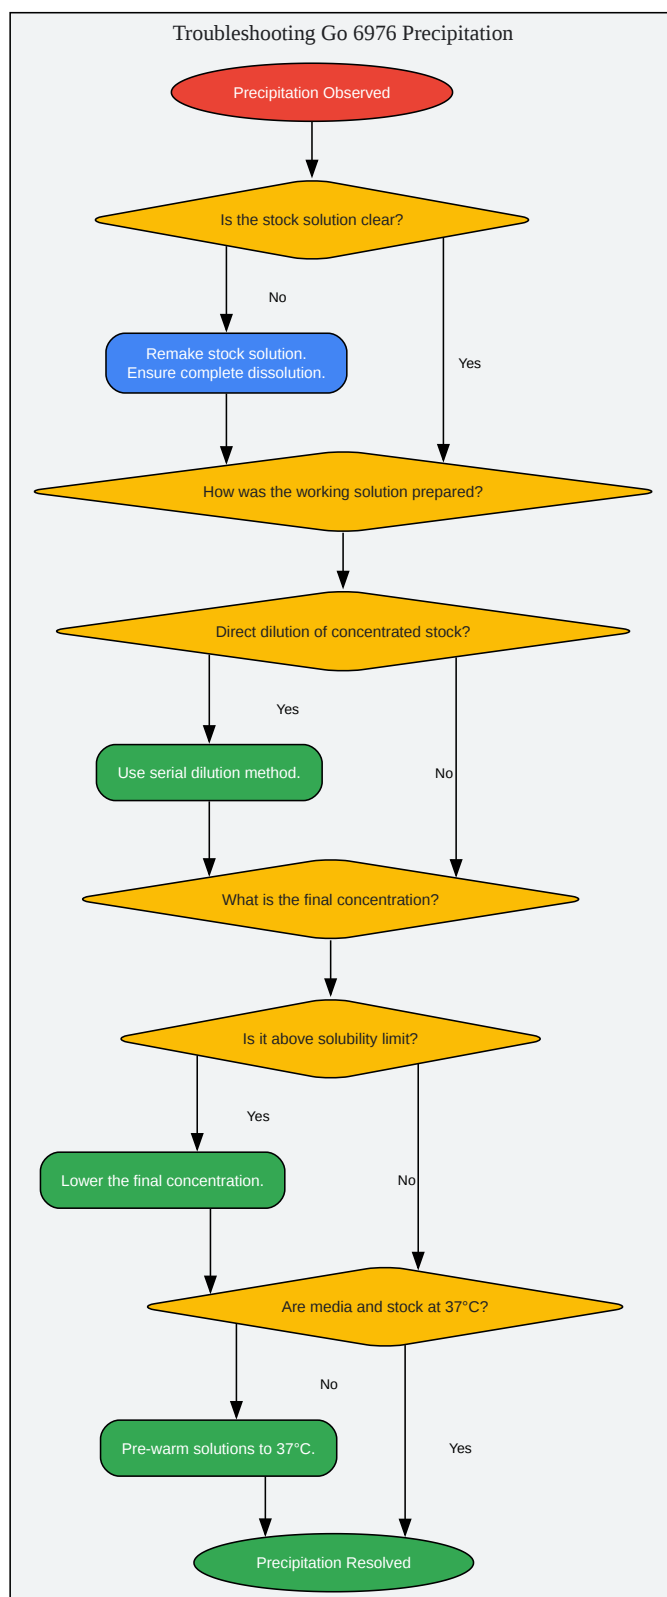 Troubleshooting Go 6976 Precipitation
Precipitation Observed
Is the stock solution clear?
No
Remake stock solution.
Ensure complete dissolution.
Yes
How was the working solution prepared?
Direct dilution of concentrated stock?
Yes
Use serial dilution method.
No
What is the final concentration?
Is it above solubility limit?
Yes
Lower the final concentration.
No
Are media and stock at 37°C?
No
Pre-warm solutions to 37°C.
Yes
Precipitation Resolved